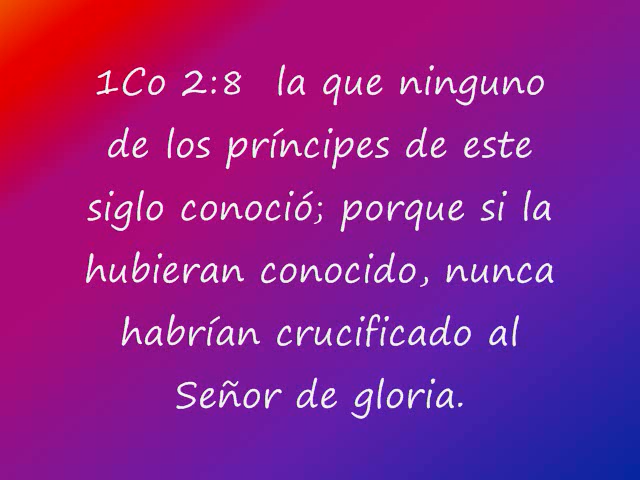 1Co 2:8  la que ninguno
de los príncipes de este
siglo conoció; porque si la
hubieran conocido, nunca
habrían crucificado al
Señor de gloria.